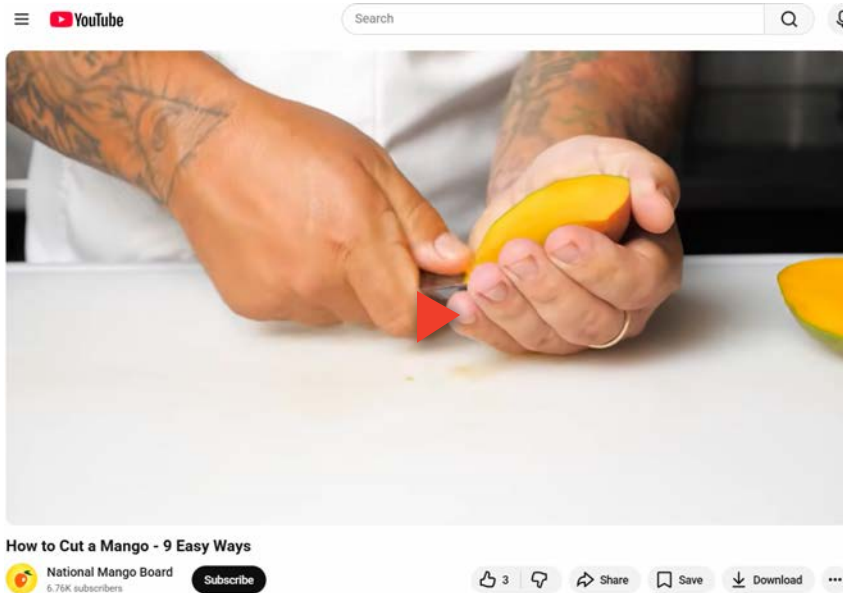 YouTube
Search
How to Cut a Mango - 9 Easy Ways
National Mango Board
6.76K subscribers
Subscribe
3
Share
Save
Download